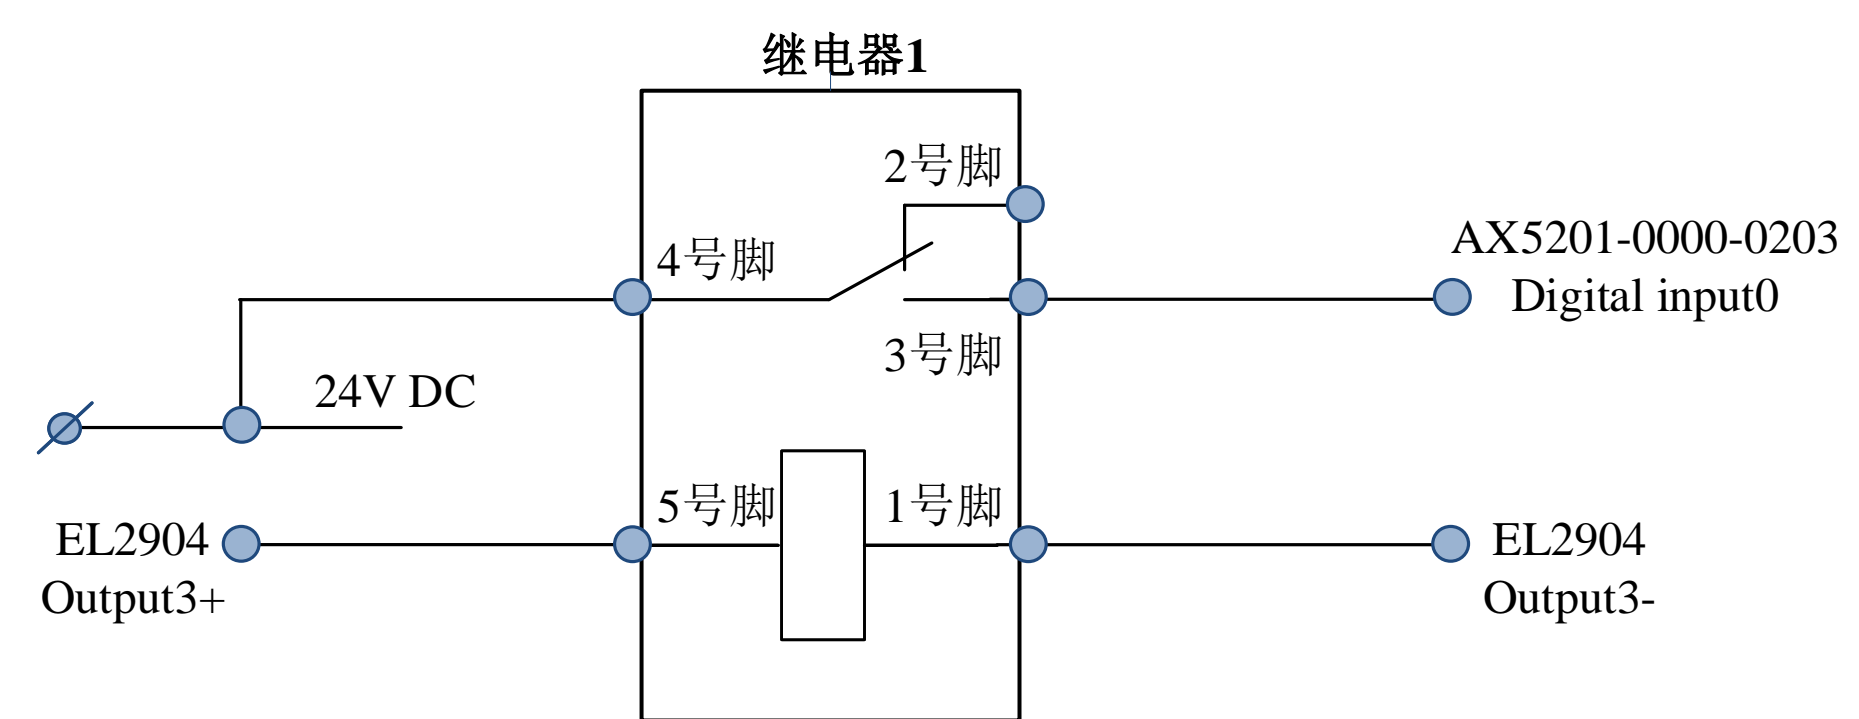 继电器1
2号脚
4号脚
AX5201-0000-0203
Digital input0
3号脚
24V DC
5号脚
1号脚
EL2904
Output3+
EL2904
Output3-